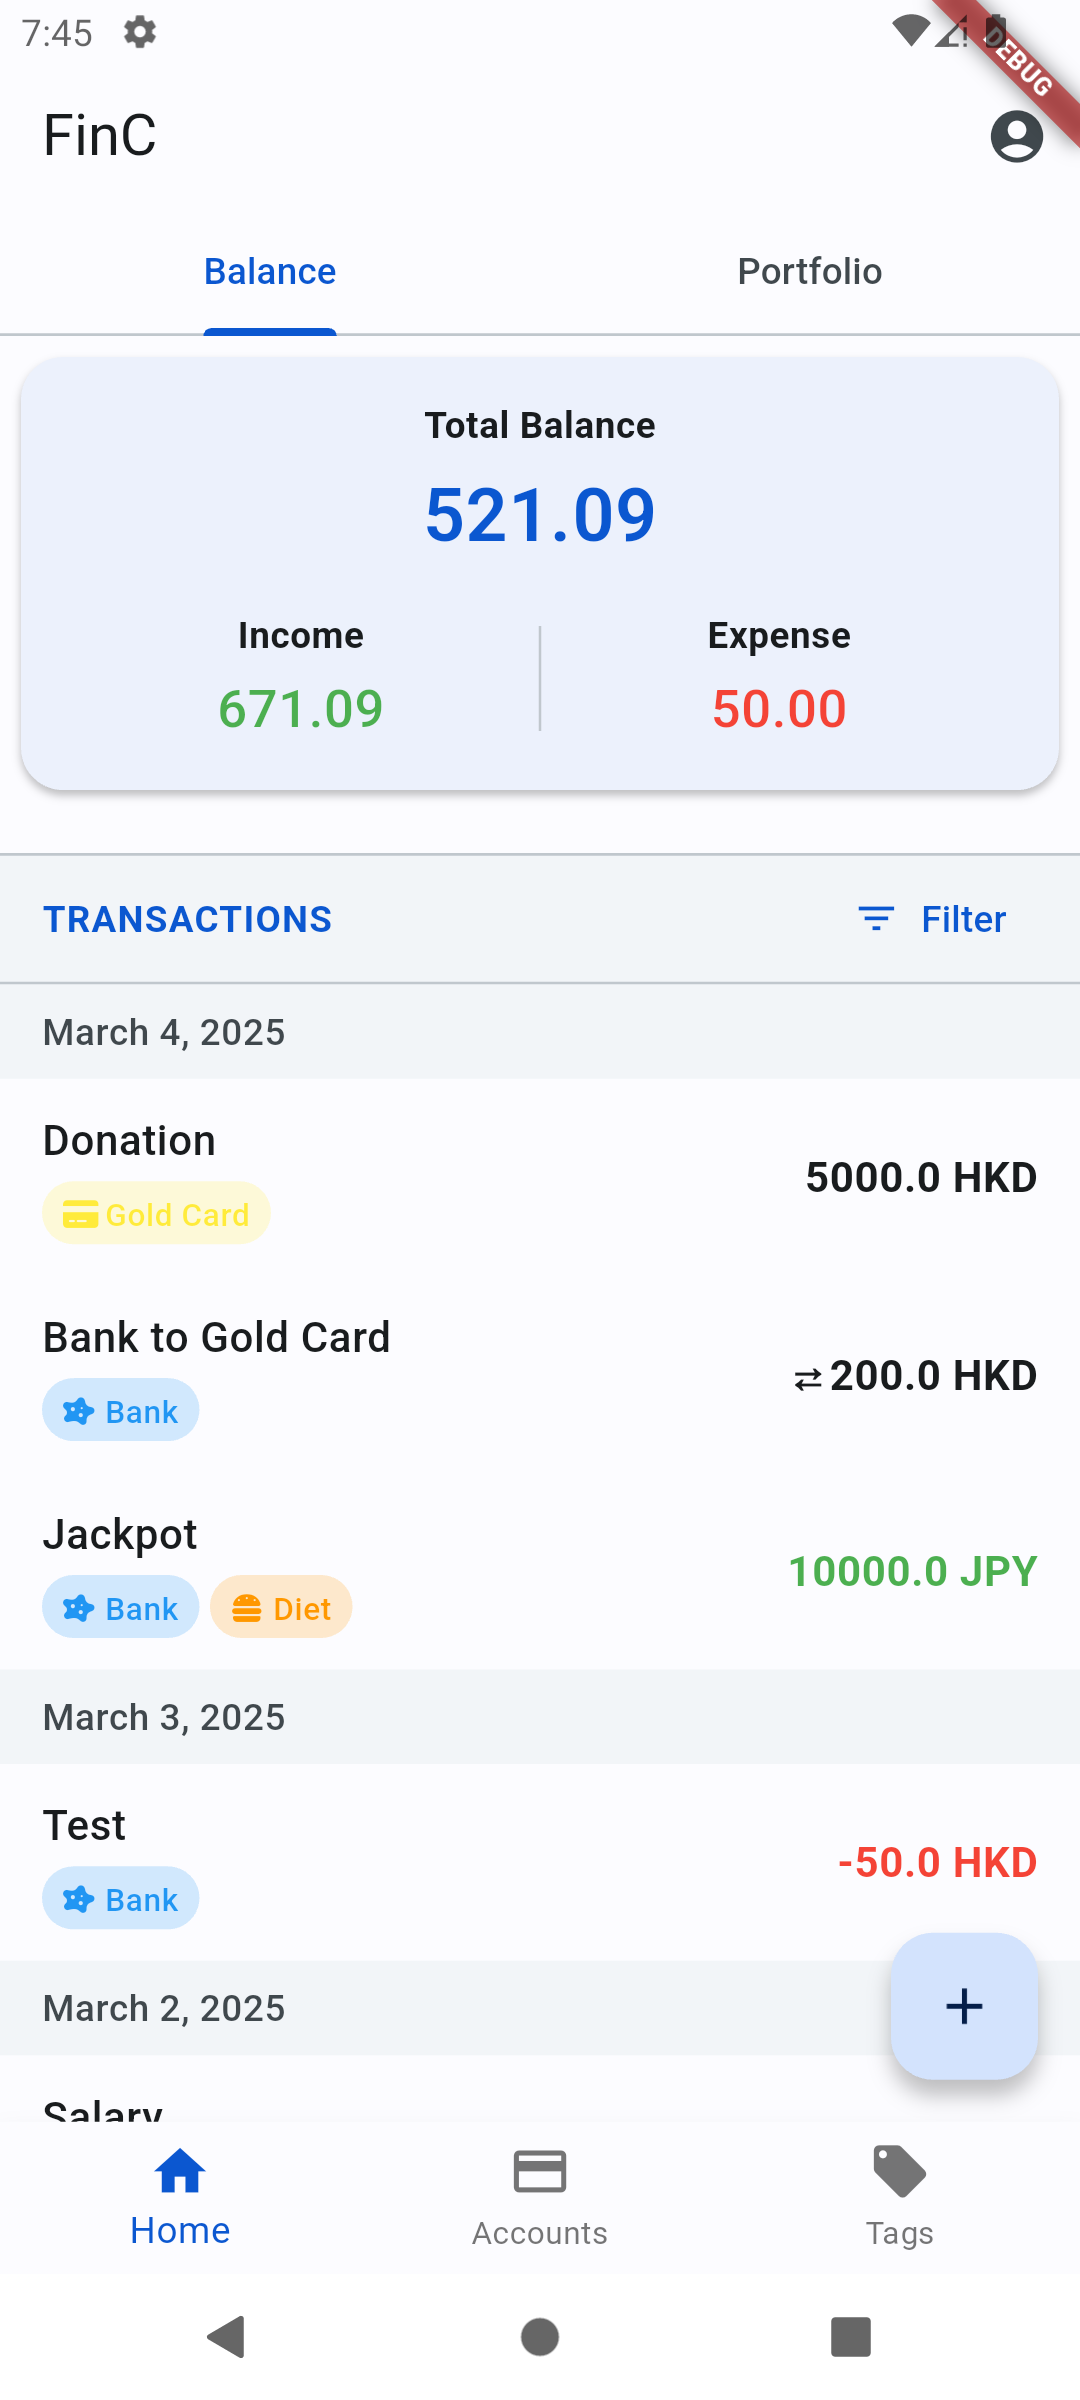 7:45
DEBUG
FinC
Balance Portfolio
Total Balance
521.09
Income Expense
671.09 50.00
TRANSACTIONS Filter
March 4, 2025
Donation
5000.0 HKD
Gold Card
Bank to Gold Card
⇄ 200.0 HKD
Bank
Jackpot
10000.0 JPY
Bank Diet
March 3, 2025
Test
-50.0 HKD
Bank
March 2, 2025
+
Salary
Home Accounts Tags